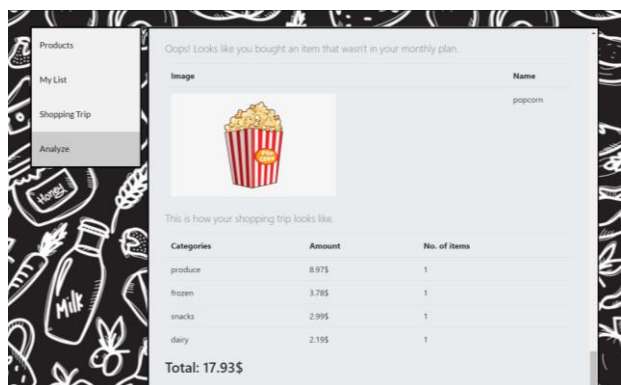 Products
My List
Shopping Trip
Analyze
Oops! Looks like you bought an item that wasn't in your monthly plan.
Image Name
popcorn
This is how your shopping trip looks like.
Categories Amount No. of items
produce 8.97$ 1
frozen 3.78$ 1
snacks 2.99$ 1
dairy 2.19$ 1
Total: 17.93$
Honey
Milk